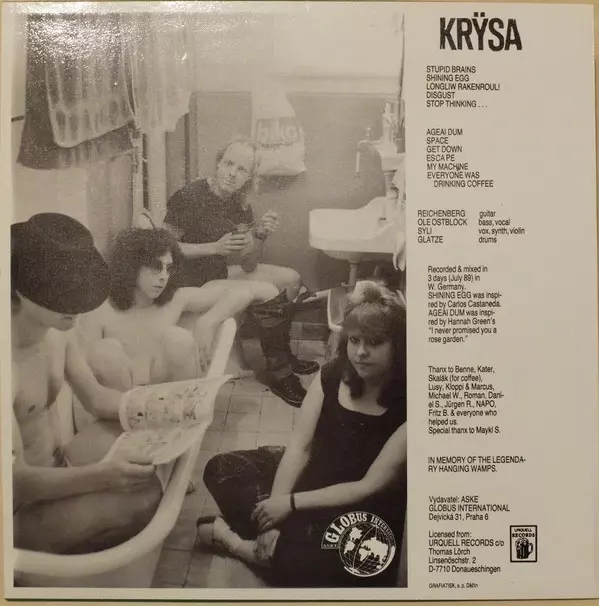 KRŸSA
STUPID BRAINS
SHINING EGG
LONGLIW RAKENROUL!
DISGUST
STOP THINKING . . .
AGEAI DUM
SPACE
GET DOWN
ESCAPE
MY MACHINE
EVERYONE WAS
DRINKING COFFEE
REICHENBERG guitar
OLE OSTBLOCK bass, vocal
SYLI vox, synth, violin
GLATZE drums
Recorded & mixed in
3 days (July 89) in
W. Germany.
SHINING EGG was inspi-
red by Carlos Castaneda.
AGEAI DUM was inspi-
red by Hannah Green's
"I never promised you a
rose garden."
Thanx to Benne, Kater,
Skalák (for coffee),
Lusy, Kloppi & Marcus,
Michael W., Roman, Dani-
el S., Jürgen R., NAPO,
Fritz B. & everyone who
helped us.
Special thanx to Maykl S.
IN MEMORY OF THE LEGENDA-
RY HANGING WAMPS.
Vydavatel: ASKE
GLOBUS INTERNATIONAL
Dejvická 31, Praha 6
Licensed from:
URQUELL RECORDS c/o
Thomas Lörch
Linsenöschstr. 2
D-7710 Donaueschingen
URQUELL
RECORDS
GRAFIATISK, s. p. Děčín
GLOBUS INTERNATIONAL